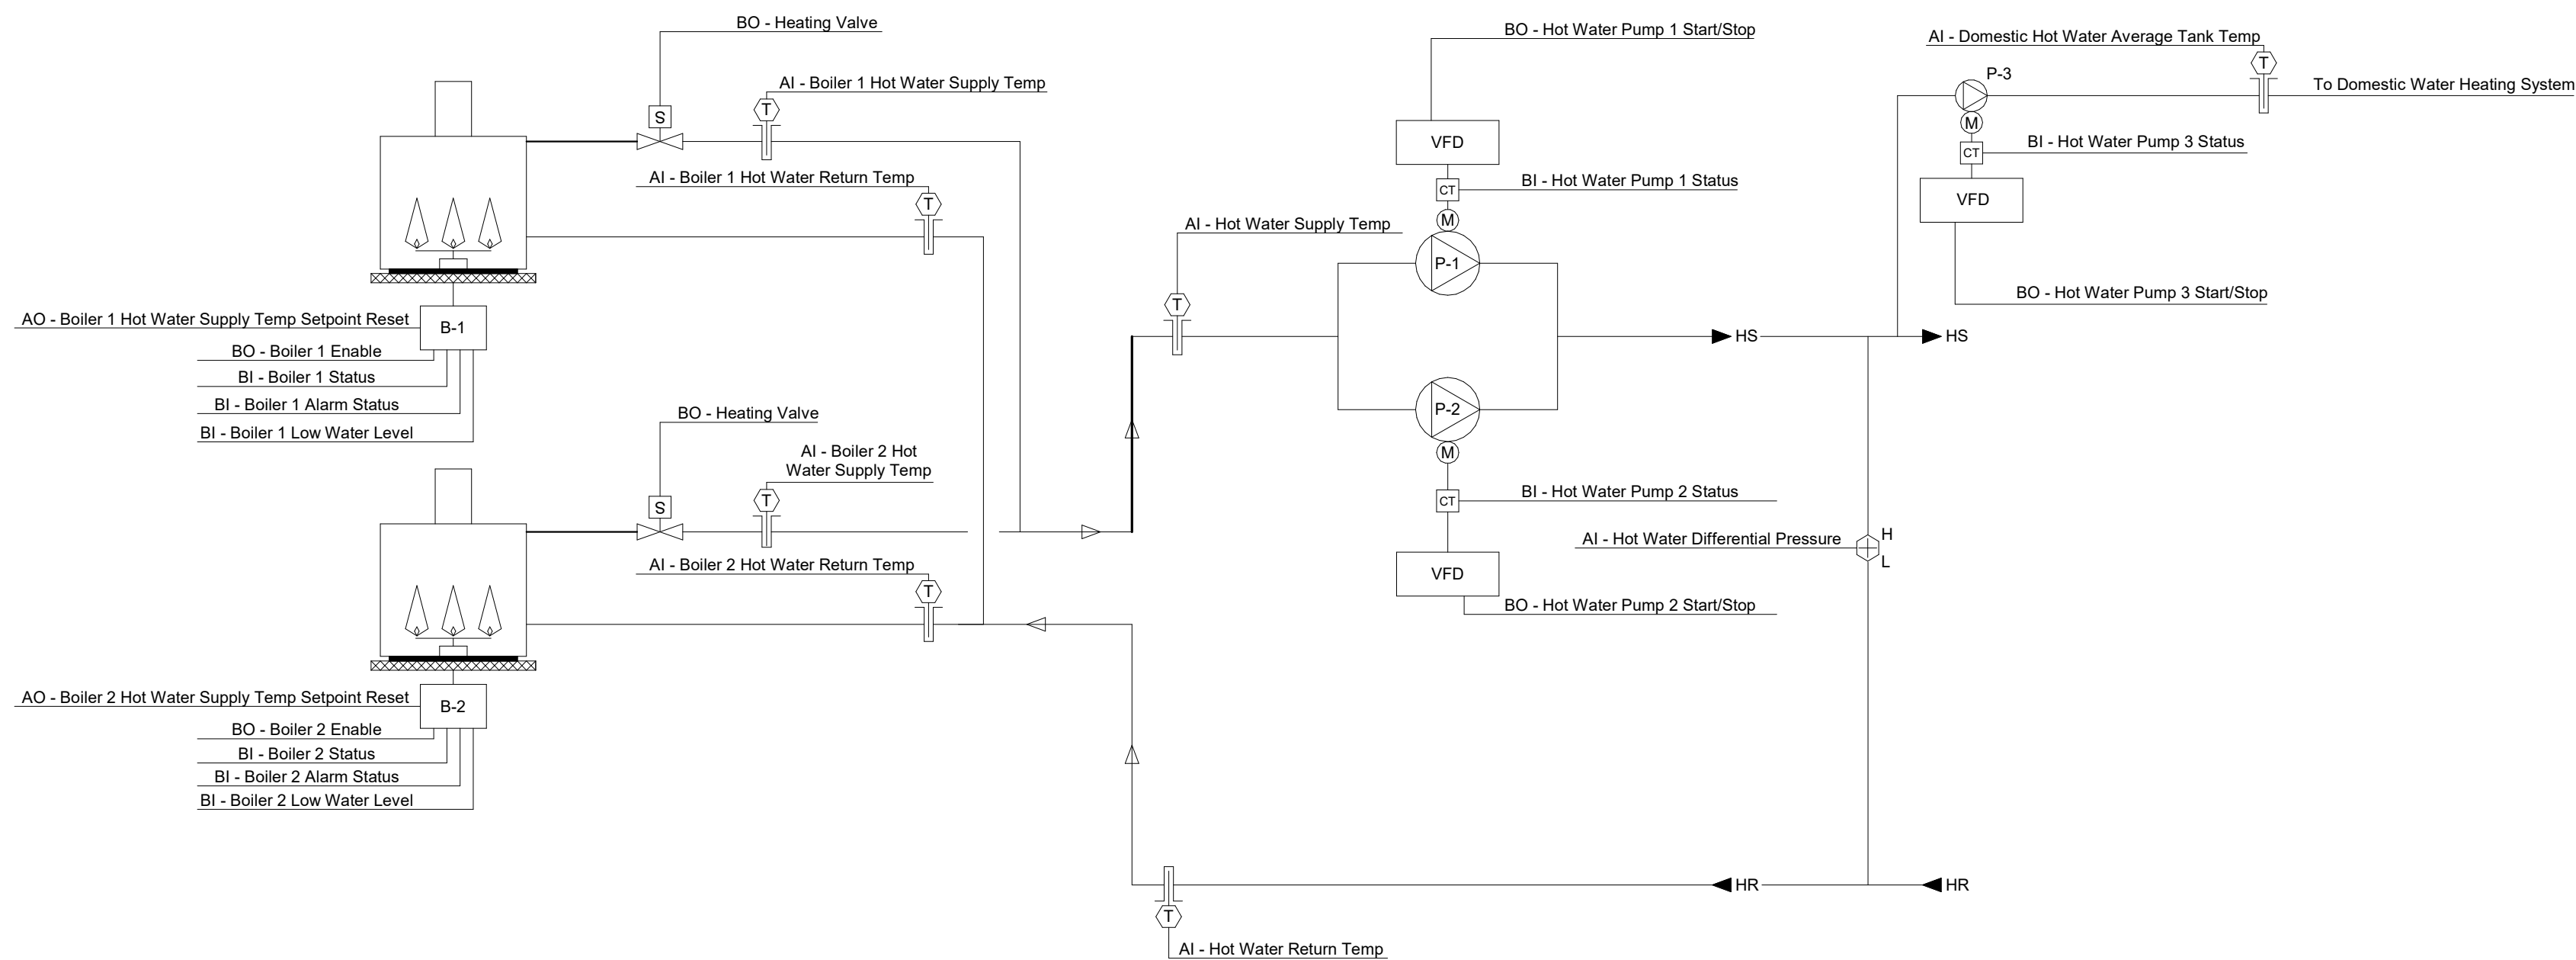 BO - Heating Valve
S
AI - Boiler 1 Hot Water Supply Temp
T
AI - Boiler 1 Hot Water Return Temp
T
AO - Boiler 1 Hot Water Supply Temp Setpoint Reset
B-1
BO - Boiler 1 Enable
BI - Boiler 1 Status
BI - Boiler 1 Alarm Status
BI - Boiler 1 Low Water Level
BO - Heating Valve
S
AI - Boiler 2 Hot
Water Supply Temp
T
AI - Boiler 2 Hot Water Return Temp
T
AO - Boiler 2 Hot Water Supply Temp Setpoint Reset
B-2
BO - Boiler 2 Enable
BI - Boiler 2 Status
BI - Boiler 2 Alarm Status
BI - Boiler 2 Low Water Level
AI - Hot Water Supply Temp
T
BO - Hot Water Pump 1 Start/Stop
VFD
CT
BI - Hot Water Pump 1 Status
M
P-1
HS
HS
P-2
M
CT
BI - Hot Water Pump 2 Status
VFD
BO - Hot Water Pump 2 Start/Stop
AI - Domestic Hot Water Average Tank Temp
T
P-3
To Domestic Water Heating System
M
CT
BI - Hot Water Pump 3 Status
VFD
BO - Hot Water Pump 3 Start/Stop
AI - Hot Water Differential Pressure
H
L
HR
HR
T
AI - Hot Water Return Temp